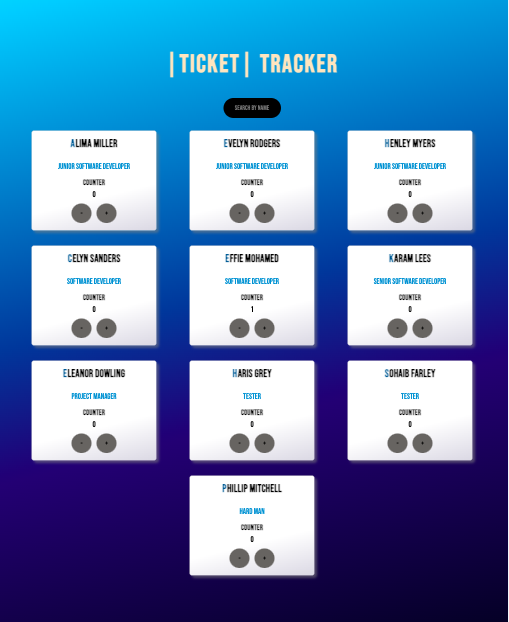 |TICKET| TRACKER
SEARCH BY NAME
ALIMA MILLER
JUNIOR SOFTWARE DEVELOPER
COUNTER
0
- +
EVELYN RODGERS
JUNIOR SOFTWARE DEVELOPER
COUNTER
0
- +
HENLEY MYERS
JUNIOR SOFTWARE DEVELOPER
COUNTER
0
- +
CELYN SANDERS
SOFTWARE DEVELOPER
COUNTER
0
- +
EFFIE MOHAMED
SOFTWARE DEVELOPER
COUNTER
1
- +
KARAM LEES
SENIOR SOFTWARE DEVELOPER
COUNTER
0
- +
ELEANOR DOWLING
PROJECT MANAGER
COUNTER
0
- +
HARIS GREY
TESTER
COUNTER
0
- +
SOHAIB FARLEY
TESTER
COUNTER
0
- +
PHILLIP MITCHELL
HARD MAN
COUNTER
0
- +